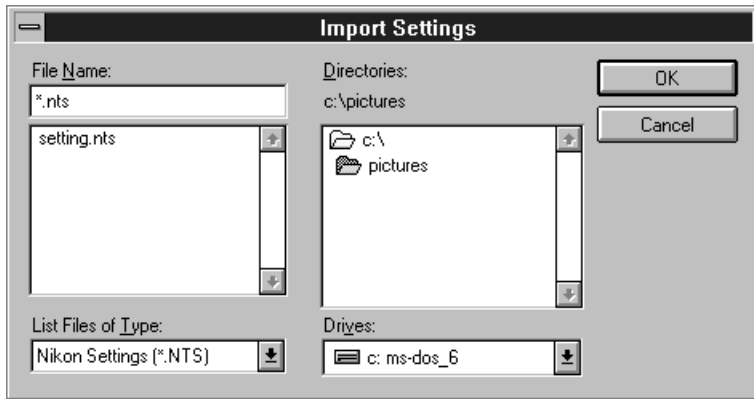 Import Settings
File Name:
*.nts
setting.nts
List Files of Type:
Nikon Settings (*.NTS)
Directories:
c:\pictures
c:\
pictures
Drives:
c: ms-dos_6
OK
Cancel